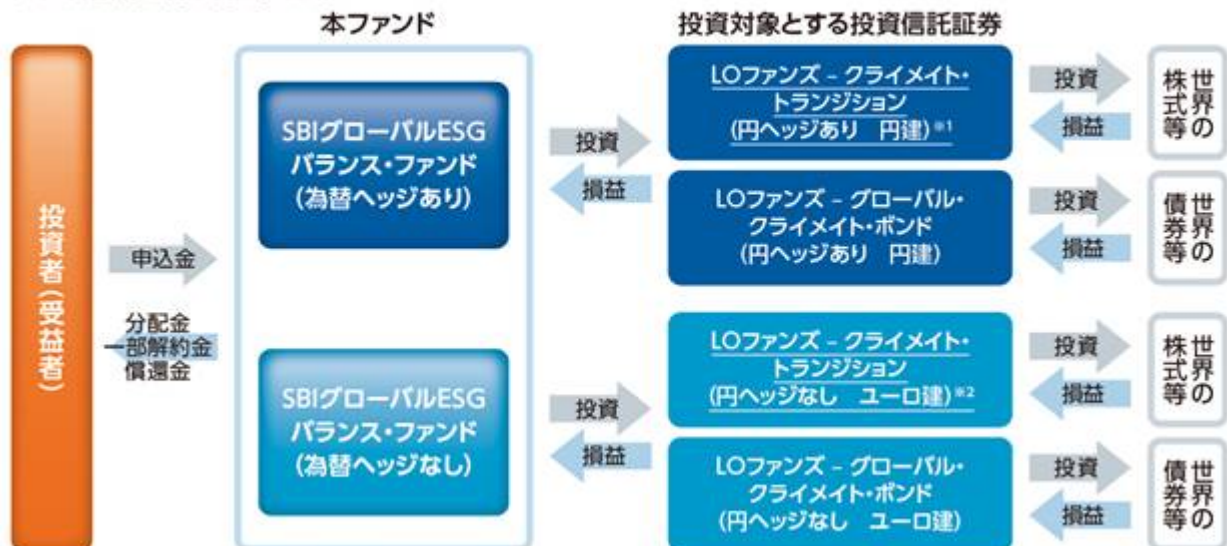 本ファンド
投資対象とする投資信託証券
投資者(受益者)
申込金
分配金
一部解約金
償還金
SBIグローバルESG
バランス・ファンド
(為替ヘッジあり)
投資
損益
LOファンズ – クライメイト・
トランジション
(円ヘッジあり 円建)※1
投資
損益
世界の
株式等
LOファンズ – グローバル・
クライメイト・ボンド
(円ヘッジあり 円建)
投資
損益
世界の
債券等
SBIグローバルESG
バランス・ファンド
(為替ヘッジなし)
投資
損益
LOファンズ – クライメイト・
トランジション
(円ヘッジなし ユーロ建)※2
投資
損益
世界の
株式等
LOファンズ – グローバル・
クライメイト・ボンド
(円ヘッジなし ユーロ建)
投資
損益
世界の
債券等